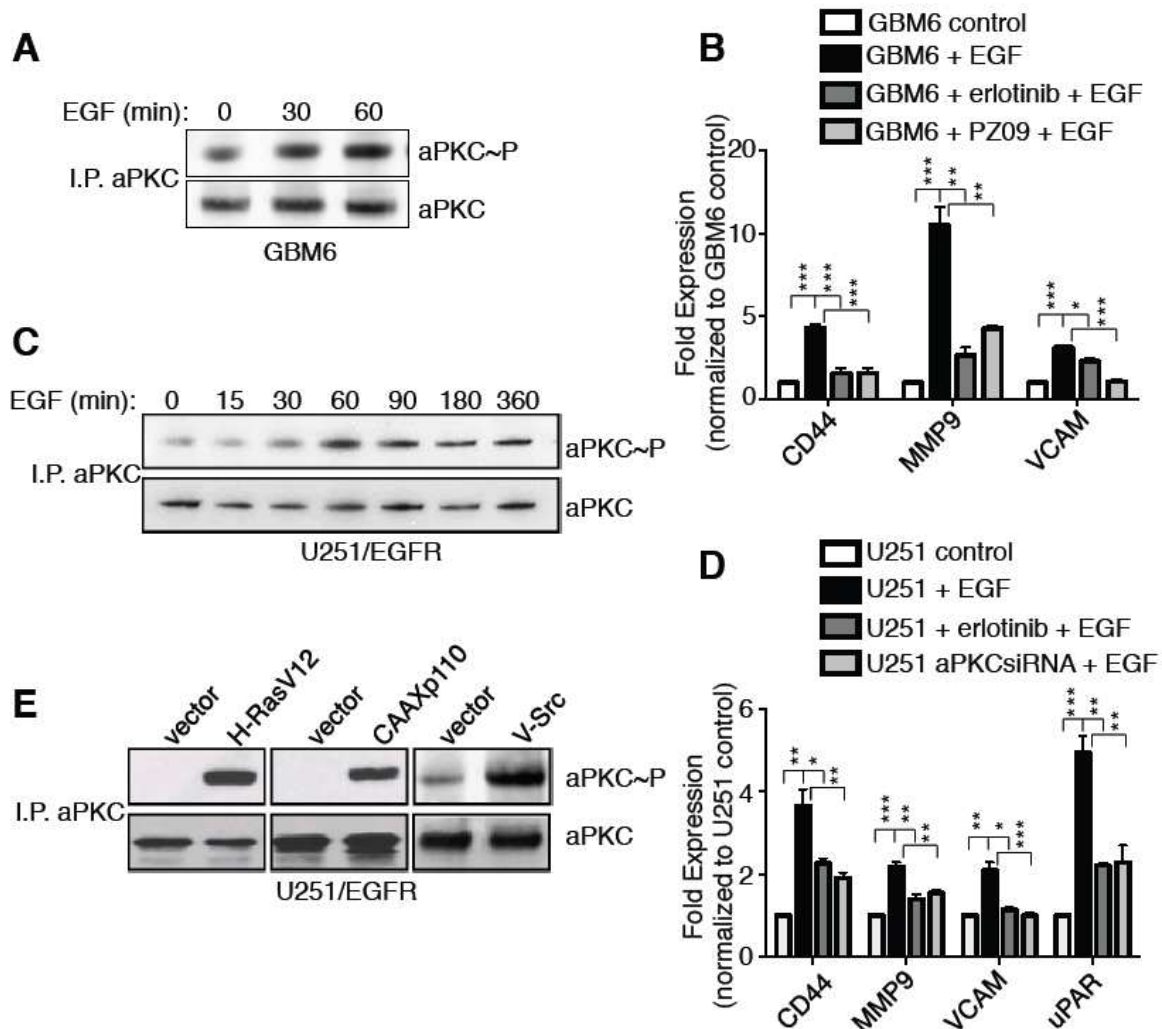 A
EGF (min): 0 30 60
I.P. aPKC
aPKC~P
aPKC
GBM6
B
GBM6 control
GBM6 + EGF
GBM6 + erlotinib + EGF
GBM6 + PZ09 + EGF
Fold Expression
(normalized to GBM6 control)
20
10
5
0
*** *** ***
*** ** **
*** * ***
CD44
MMP9
VCAM
C
EGF (min): 0 15 30 60 90 180 360
I.P. aPKC
aPKC~P
aPKC
U251/EGFR
D
U251 control
U251 + EGF
U251 + erlotinib + EGF
U251 aPKCsiRNA + EGF
Fold Expression
(normalized to U251 control)
6
4
2
0
** * **
*** ** **
** * ***
*** ** **
CD44
MMP9
VCAM
uPAR
E
vector
H-RasV12
vector
CAAXp110
vector
V-Src
I.P. aPKC
aPKC~P
aPKC
U251/EGFR